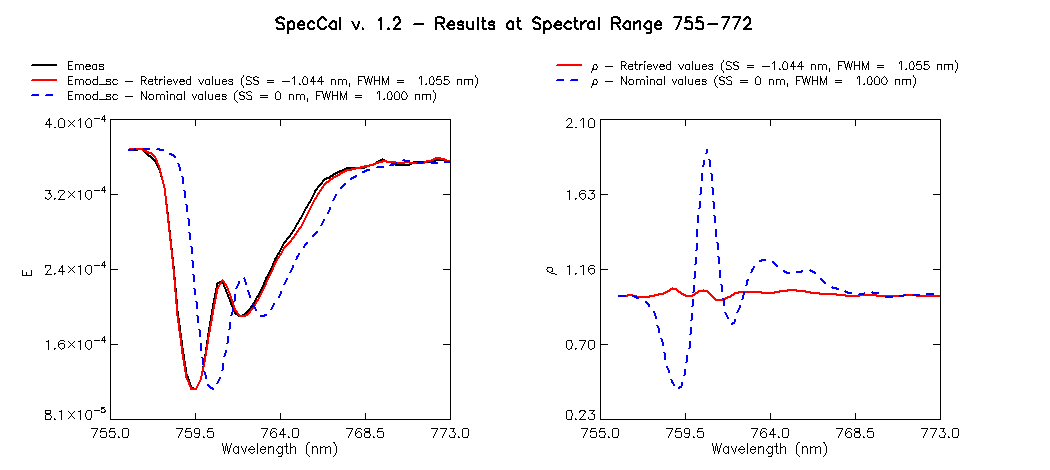 SpecCal v. 1.2 – Results at Spectral Range 755–772
Emeas
Emod_sc – Retrieved values (SS = −1.044 nm, FWHM = 1.055 nm)
Emod_sc – Nominal values (SS = 0 nm, FWHM = 1.000 nm)
4.0×10⁻⁴
3.2×10⁻⁴
2.4×10⁻⁴
1.6×10⁻⁴
8.1×10⁻⁵
E
755.0 759.5 764.0 768.5 773.0
Wavelength (nm)
ρ – Retrieved values (SS = −1.044 nm, FWHM = 1.055 nm)
ρ – Nominal values (SS = 0 nm, FWHM = 1.000 nm)
2.10
1.63
1.16
0.70
0.23
ρ
755.0 759.5 764.0 768.5 773.0
Wavelength (nm)